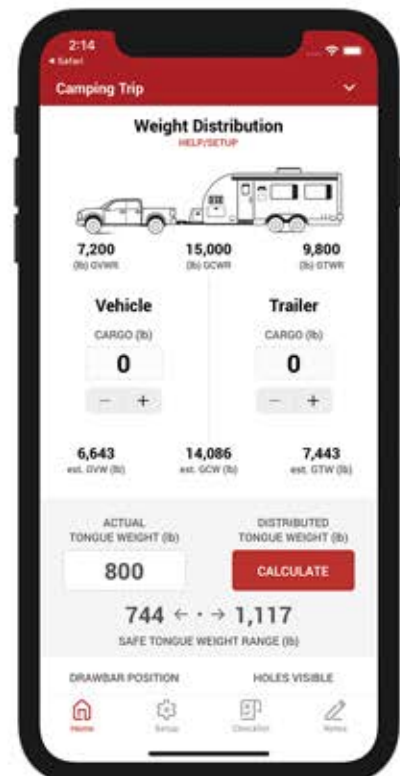 2:14
◂ Safari
Camping Trip
Weight Distribution
HELP/SETUP
7,200 15,000 9,800
(lb) GVWR (lb) GCWR (lb) GTWR
Vehicle Trailer
CARGO (lb) CARGO (lb)
0 0
− + − +
6,643 14,086 7,443
est. GVW (lb) est. GCW (lb) est. GTW (lb)
ACTUAL DISTRIBUTED
TONGUE WEIGHT (lb) TONGUE WEIGHT (lb)
800 CALCULATE
744 ← · → 1,117
SAFE TONGUE WEIGHT RANGE (lb)
DRAWBAR POSITION HOLES VISIBLE
Home Setup Checklist Notes